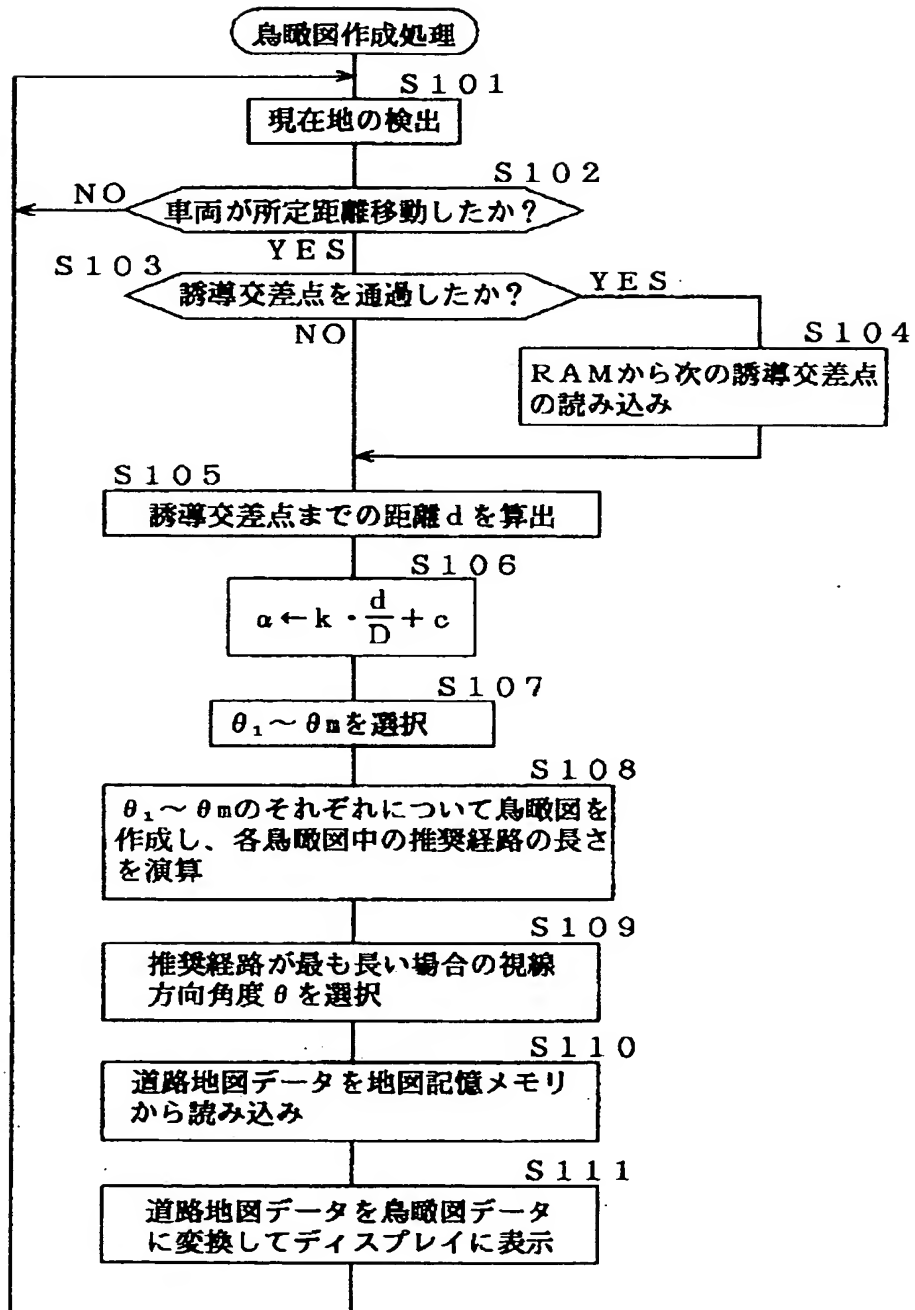 鳥瞰図作成処理
S101
現在地の検出
S102
NO
車両が所定距離移動したか?
YES
S103
誘導交差点を通過したか?
YES
NO
S104
RAMから次の誘導交差点
の読み込み
S105
誘導交差点までの距離dを算出
S106
α←k・d/D+c
S107
θ₁~θmを選択
S108
θ₁~θmのそれぞれについて鳥瞰図を
作成し、各鳥瞰図中の推奨経路の長さ
を演算
S109
推奨経路が最も長い場合の視線
方向角度θを選択
S110
道路地図データを地図記憶メモリ
から読み込み
S111
道路地図データを鳥瞰図データ
に変換してディスプレイに表示